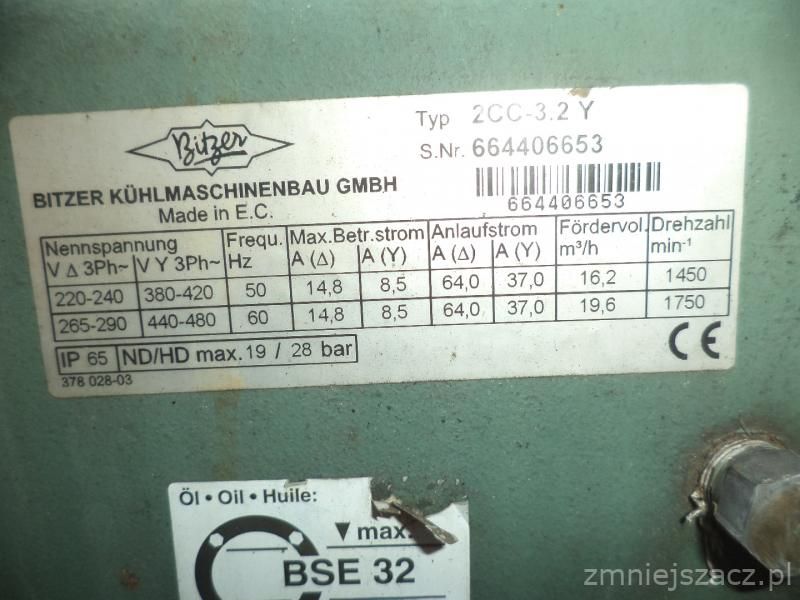 Bitzer
BITZER KÜHLMASCHINENBAU GMBH
Made in E.C.
Typ 2CC-3.2 Y
S.Nr. 664406653
664406653
Nennspannung Frequ. Max.Betr.strom Anlaufstrom Fördervol. Drehzahl
V Δ 3Ph~ V Y 3Ph~ Hz A (Δ) A (Y) A (Δ) A (Y) m³/h min⁻¹
220-240 380-420 50 14,8 8,5 64,0 37,0 16,2 1450
265-290 440-480 60 14,8 8,5 64,0 37,0 19,6 1750
IP 65 ND/HD max. 19 / 28 bar
CE
378 028-03
Öl • Oil • Huile:
▼ max.
BSE 32
zmniejszacz.pl